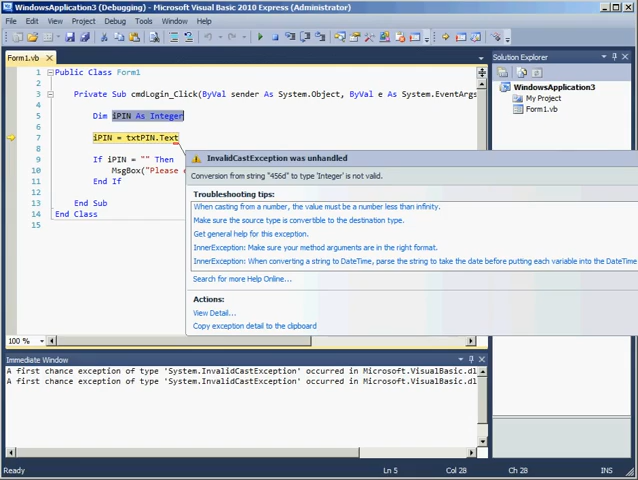 WindowsApplication3 (Debugging) - Microsoft Visual Basic 2010 Express (Administrator)
File Edit View Project Debug Tools Window Help
Form1.vb
Solution Explorer
1 Public Class Form1
2
3 Private Sub cmdLogin_Click(ByVal sender As System.Object, ByVal e As System.EventArgs
4
5 Dim iPIN As Integer
6
7 iPIN = txtPIN.Text
8
9 If iPIN = "" Then
10 MsgBox("Please
11 End If
12
13 End Sub
14 End Class
15
WindowsApplication3
My Project
Form1.vb
InvalidCastException was unhandled
Conversion from string "456d" to type 'Integer' is not valid.
Troubleshooting tips:
When casting from a number, the value must be a number less than infinity.
Make sure the source type is convertible to the destination type.
Get general help for this exception.
InnerException: Make sure your method arguments are in the right format.
InnerException: When converting a string to DateTime, parse the string to take the date before putting each variable into the DateTime
Search for more Help Online...
Actions:
View Detail...
Copy exception detail to the clipboard
100 %
Immediate Window
A first chance exception of type 'System.InvalidCastException' occurred in Microsoft.VisualBasic.dl
A first chance exception of type 'System.InvalidCastException' occurred in Microsoft.VisualBasic.dl
Ready Ln 5 Col 28 Ch 28 INS